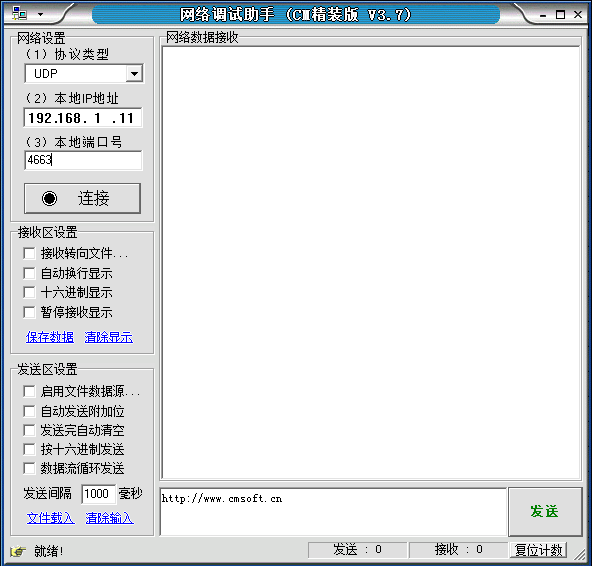 网络调试助手 (CM精装版 V3.7)
网络设置
(1) 协议类型
UDP
(2) 本地IP地址
192.168. 1 .11
(3) 本地端口号
4663
连接
接收区设置
接收转向文件...
自动换行显示
十六进制显示
暂停接收显示
保存数据 清除显示
发送区设置
启用文件数据源...
自动发送附加位
发送完自动清空
按十六进制发送
数据流循环发送
发送间隔 1000 毫秒
文件载入 清除输入
网络数据接收
http://www.cmsoft.cn
发送
就绪!
发送 : 0
接收 : 0
复位计数